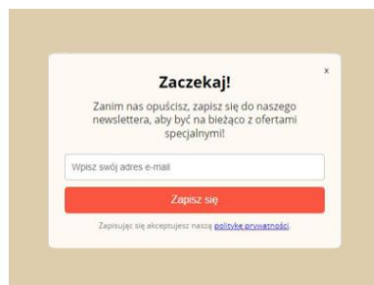 x
Zaczekaj!
Zanim nas opuścisz, zapisz się do naszego
newslettera, aby być na bieżąco z ofertami
specjalnymi!
Wpisz swój adres e-mail
Zapisz się
Zapisując się akceptujesz naszą politykę prywatności.